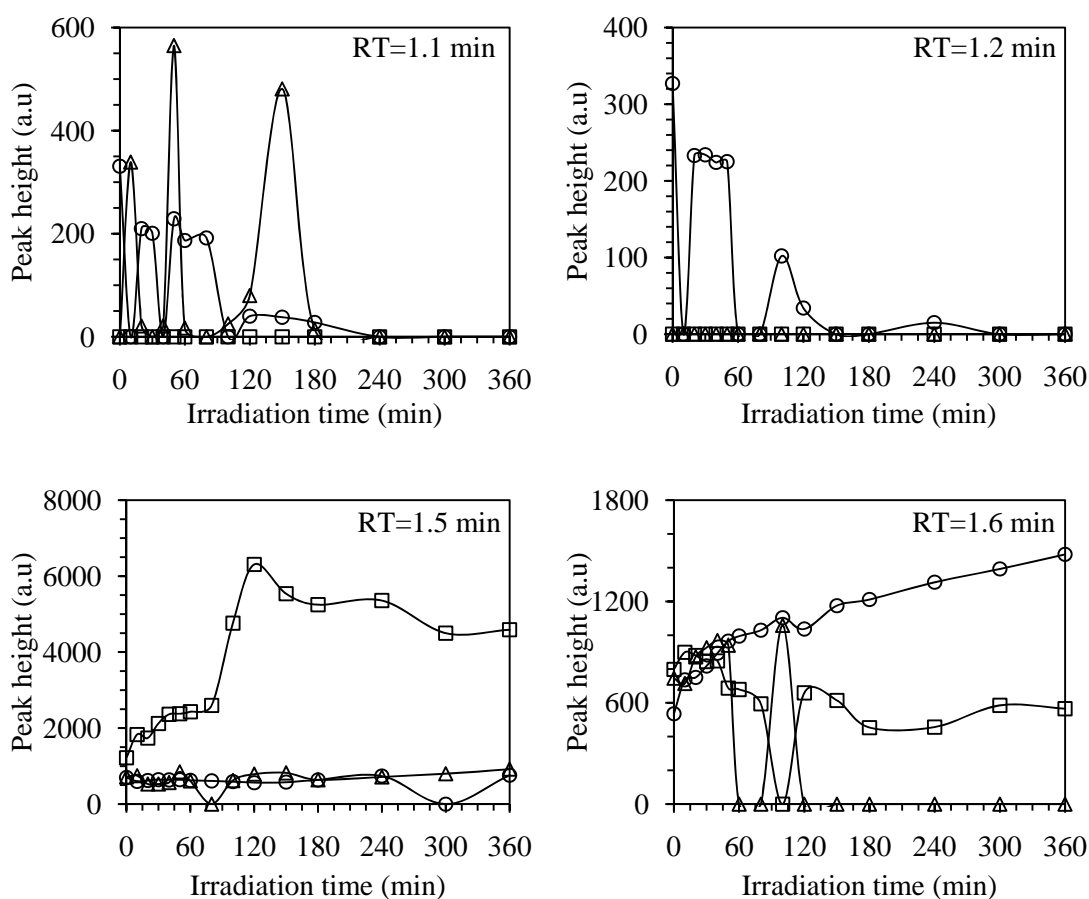 RT=1.1 min
Peak height (a.u)
600
400
200
0
0 60 120 180 240 300 360
Irradiation time (min)
RT=1.2 min
Peak height (a.u)
400
300
200
100
0
0 60 120 180 240 300 360
Irradiation time (min)
RT=1.5 min
Peak height (a.u)
8000
6000
4000
2000
0
0 60 120 180 240 300 360
Irradiation time (min)
RT=1.6 min
Peak height (a.u)
1800
1200
600
0
0 60 120 180 240 300 360
Irradiation time (min)